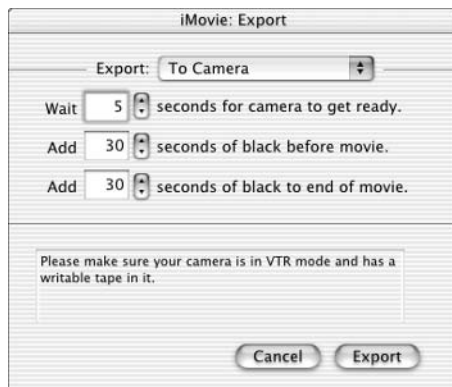 iMovie: Export
Export: To Camera
Wait 5 seconds for camera to get ready.
Add 30 seconds of black before movie.
Add 30 seconds of black to end of movie.
Please make sure your camera is in VTR mode and has a
writable tape in it.
Cancel Export